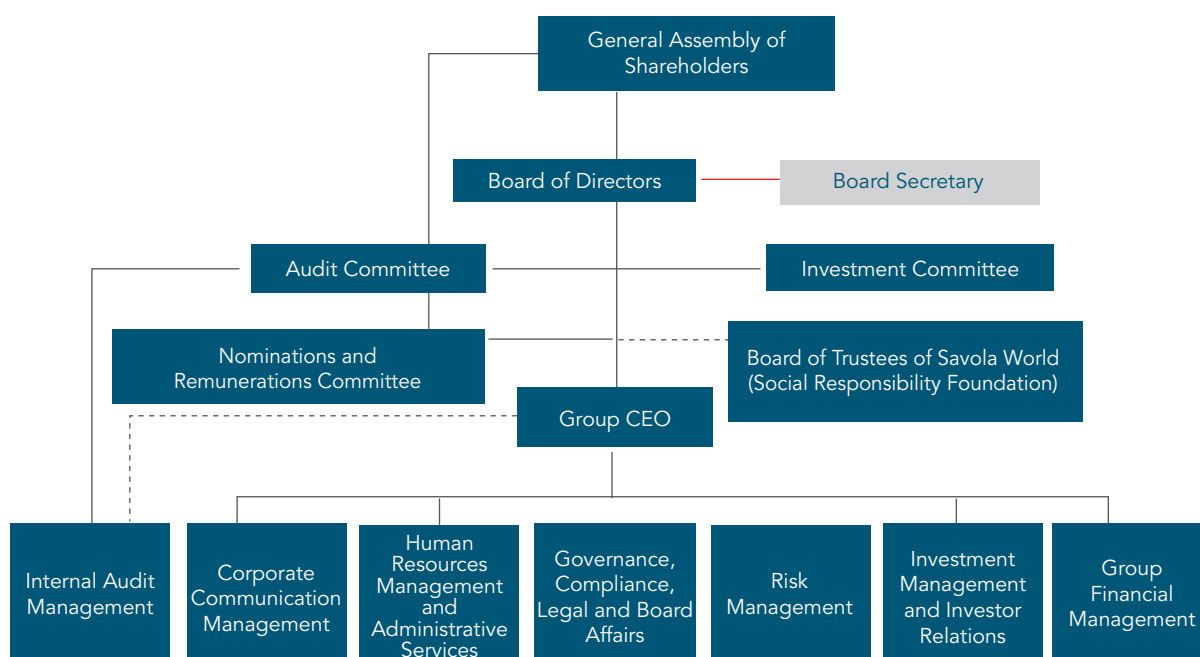 General Assembly of
Shareholders
Board of Directors
Board Secretary
Audit Committee
Investment Committee
Nominations and
Remunerations Committee
Board of Trustees of Savola World
(Social Responsibility Foundation)
Group CEO
Internal Audit
Management
Corporate
Communication
Management
Human
Resources
Management
and
Administrative
Services
Governance,
Compliance,
Legal and Board
Affairs
Risk
Management
Investment
Management
and Investor
Relations
Group
Financial
Management